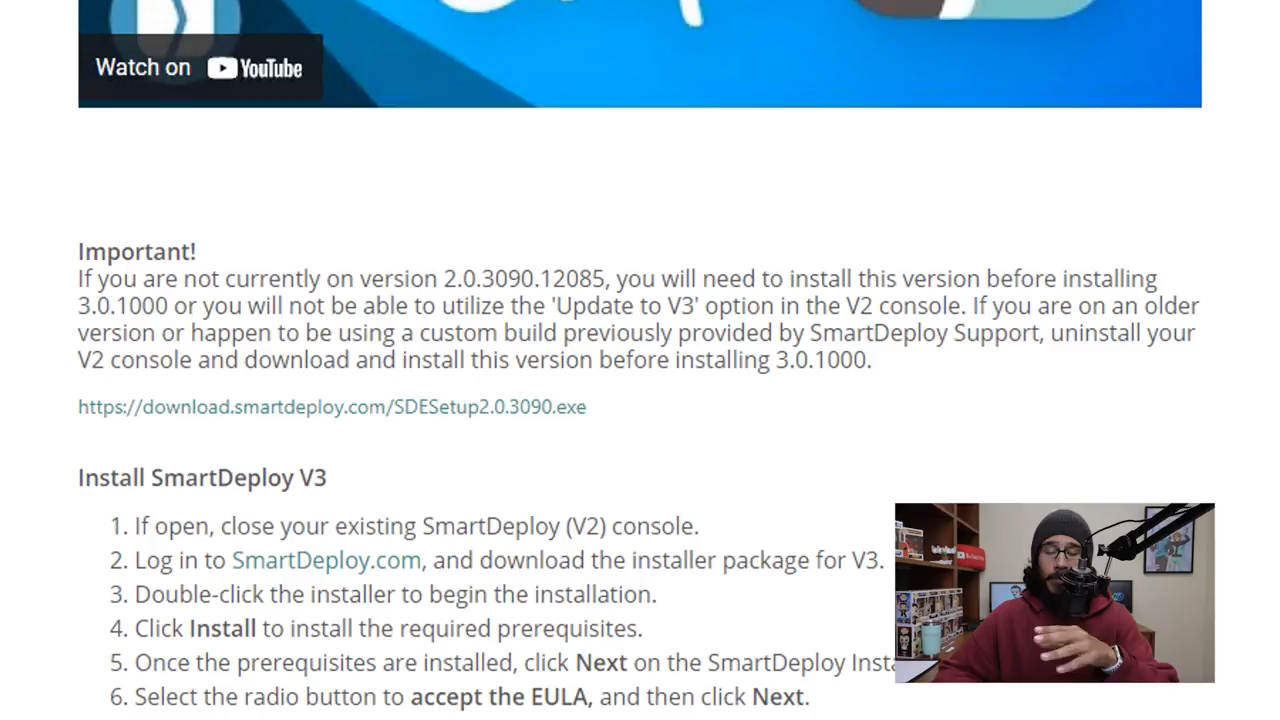 Watch on YouTube
Important!
If you are not currently on version 2.0.3090.12085, you will need to install this version before installing
3.0.1000 or you will not be able to utilize the 'Update to V3' option in the V2 console. If you are on an older
version or happen to be using a custom build previously provided by SmartDeploy Support, uninstall your
V2 console and download and install this version before installing 3.0.1000.
https://download.smartdeploy.com/SDESetup2.0.3090.exe
Install SmartDeploy V3
1. If open, close your existing SmartDeploy (V2) console.
2. Log in to SmartDeploy.com, and download the installer package for V3.
3. Double-click the installer to begin the installation.
4. Click Install to install the required prerequisites.
5. Once the prerequisites are installed, click Next on the SmartDeploy
6. Select the radio button to accept the EULA, and then click Next.